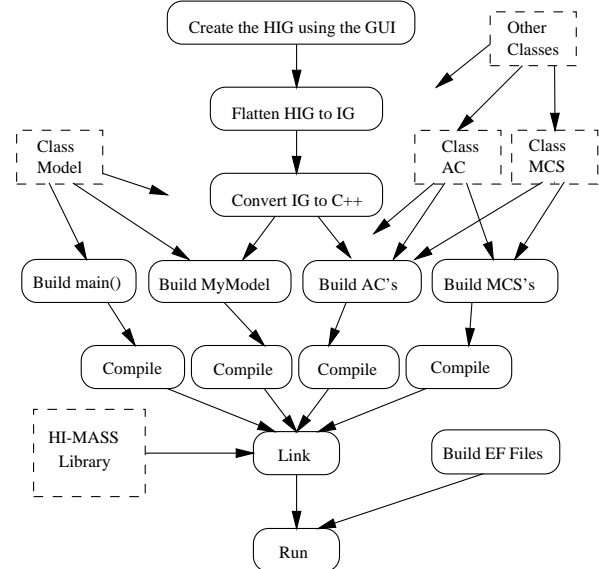 Create the HIG using the GUI
Other
Classes
Flatten HIG to IG
Class
Model
Class
AC
Class
MCS
Convert IG to C++
Build main()
Build MyModel
Build AC's
Build MCS's
Compile
Compile
Compile
Compile
HI-MASS
Library
Link
Build EF Files
Run